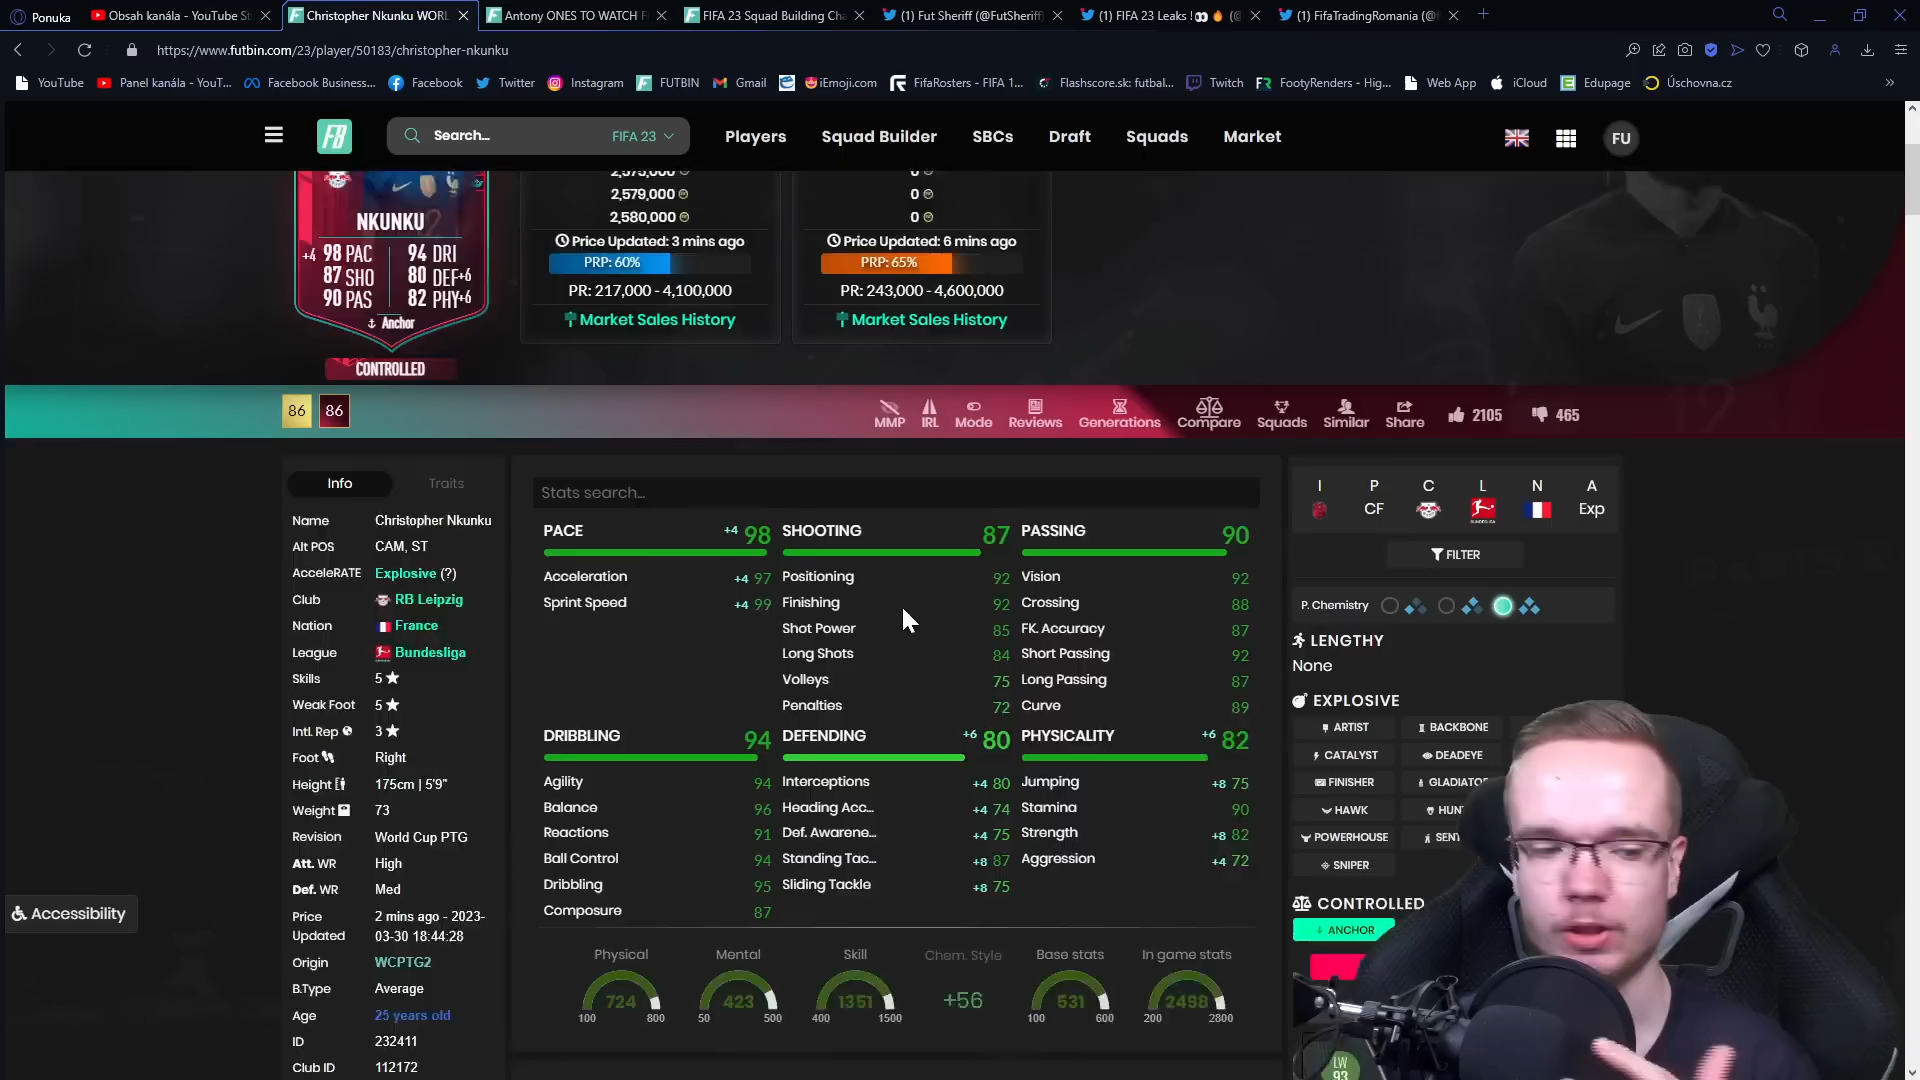 Ponuka
Obsah kanála - YouTube St
Christopher Nkunku WORL
Antony ONES TO WATCH F
FIFA 23 Squad Building Cha
(1) Fut Sheriff (@FutSheriff)
(1) FIFA 23 Leaks !👀🔥 (@
(1) FifaTradingRomania (@f
https://www.futbin.com/23/player/50183/christopher-nkunku
YouTube
Panel kanála - YouT...
Facebook Business...
Facebook
Twitter
Instagram
FUTBIN
Gmail
iEmoji.com
FifaRosters - FIFA 1...
Flashscore.sk: futbal...
Twitch
FootyRenders - Hig...
Web App
iCloud
Edupage
Úschovna.cz
»
FB
Search...
FIFA 23
Players
Squad Builder
SBCs
Draft
Squads
Market
FU
NKUNKU
+4 98 PAC 94 DRI
87 SHO 80 DEF+6
90 PAS 82 PHY+6
Anchor
CONTROLLED
2,575,000
2,579,000
2,580,000
Price Updated: 3 mins ago
PRP: 60%
PR: 217,000 - 4,100,000
Market Sales History
0
0
0
Price Updated: 6 mins ago
PRP: 65%
PR: 243,000 - 4,600,000
Market Sales History
86 86
MMP
IRL
Mode
Reviews
Generations
Compare
Squads
Similar
Share
2105
465
Info Traits
Name Christopher Nkunku
Alt POS CAM, ST
AcceleRATE Explosive (?)
Club RB Leipzig
Nation France
League Bundesliga
Skills 5
Weak Foot 5
Intl. Rep 3
Foot Right
Height 175cm | 5'9"
Weight 73
Revision World Cup PTG
Att. WR High
Def. WR Med
Price Updated 2 mins ago - 2023-
03-30 18:44:28
Origin WCPTG2
B.Type Average
Age 25 years old
ID 232411
Club ID 112172
Accessibility
Stats search...
PACE +4 98
Acceleration +4 97
Sprint Speed +4 99
SHOOTING 87
Positioning 92
Finishing 92
Shot Power 85
Long Shots 84
Volleys 75
Penalties 72
PASSING 90
Vision 92
Crossing 88
FK. Accuracy 87
Short Passing 92
Long Passing 87
Curve 89
DRIBBLING 94
Agility 94
Balance 96
Reactions 91
Ball Control 94
Dribbling 95
Composure 87
DEFENDING +6 80
Interceptions +4 80
Heading Acc... +4 74
Def. Awarene... +4 75
Standing Tac... +8 87
Sliding Tackle +8 75
PHYSICALITY +6 82
Jumping +8 75
Stamina 90
Strength +8 82
Aggression +4 72
Physical 724 100 800
Mental 423 50 500
Skill 1351 400 1500
Chem. Style +56
Base stats 531 100 600
In game stats 2498 200 2800
I P C L N A
CF Exp
FILTER
P. Chemistry
LENGTHY
None
EXPLOSIVE
ARTIST BACKBONE
CATALYST DEADEYE
FINISHER GLADIATO
HAWK HUN
POWERHOUSE SENT
SNIPER
CONTROLLED
ANCHOR
LW
93